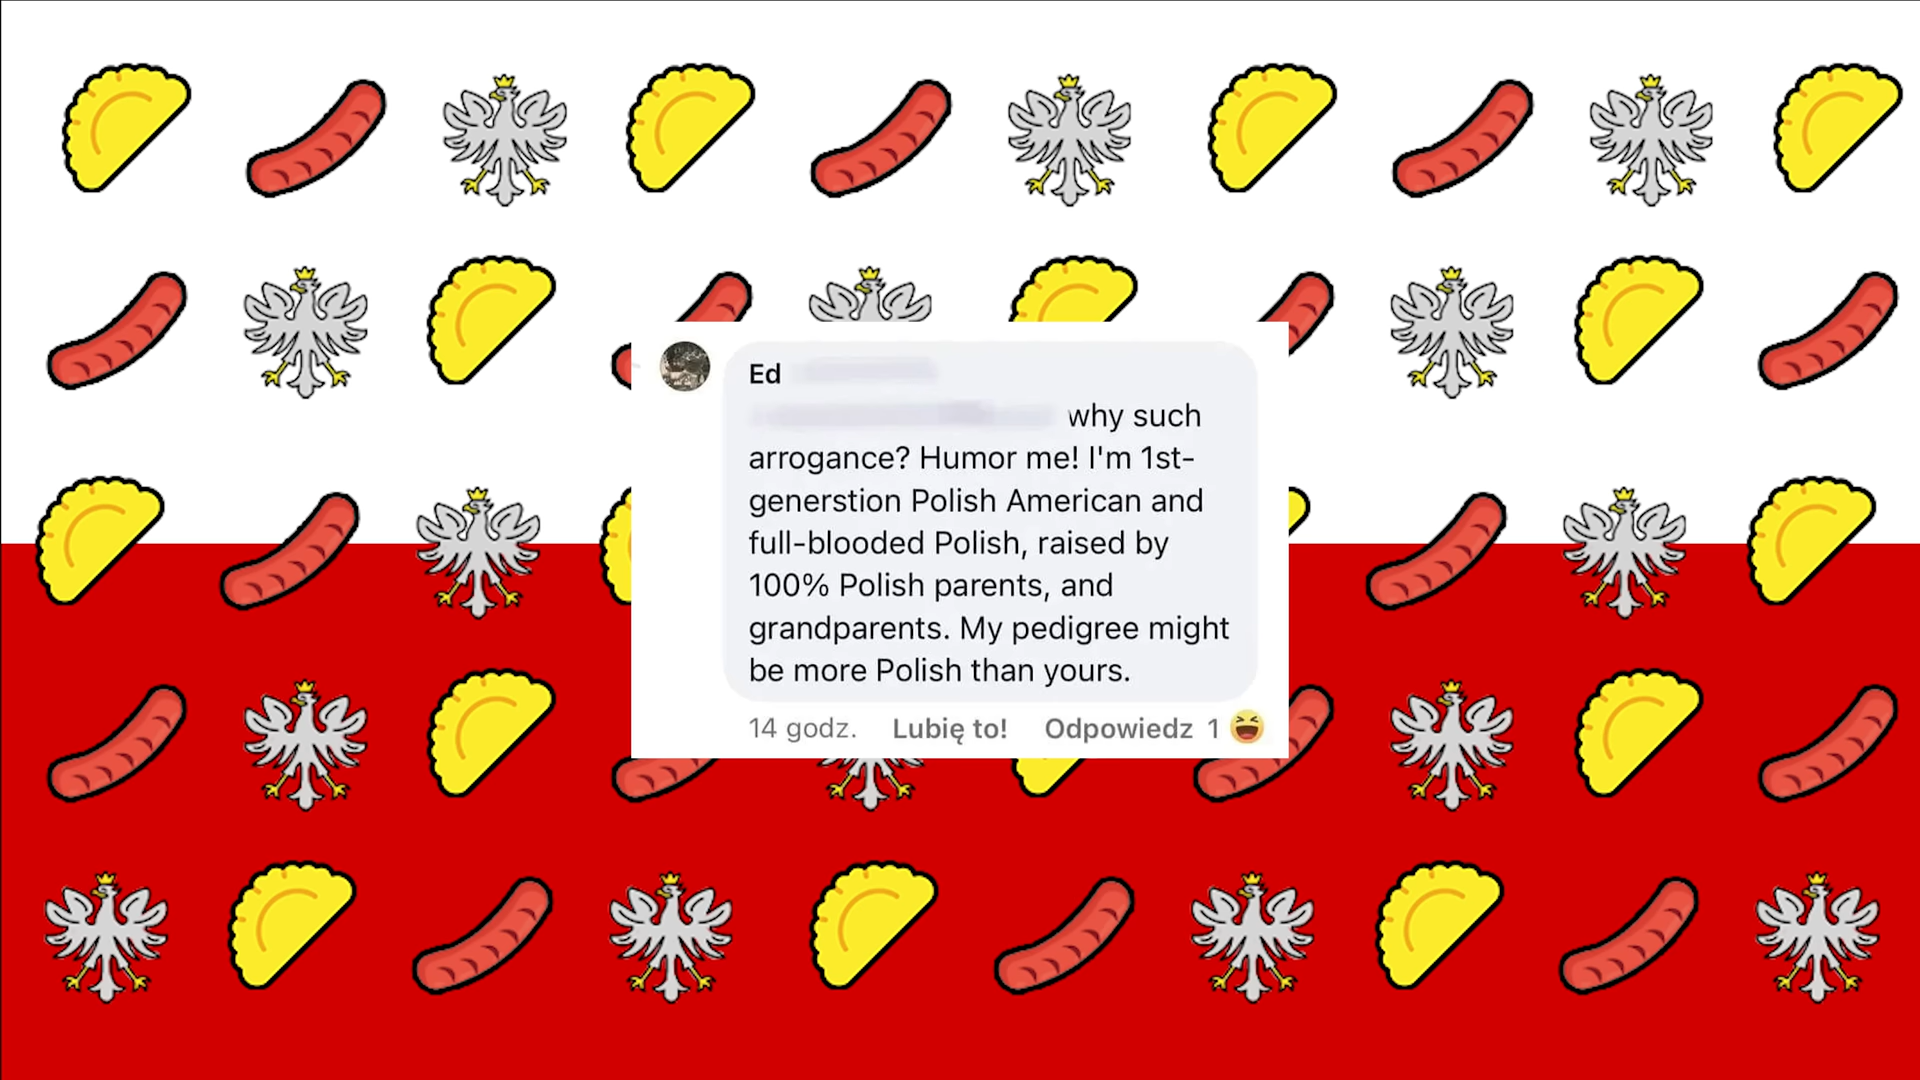 Ed
why such
arrogance? Humor me! I'm 1st-
generstion Polish American and
full-blooded Polish, raised by
100% Polish parents, and
grandparents. My pedigree might
be more Polish than yours.
14 godz. Lubię to! Odpowiedz 1